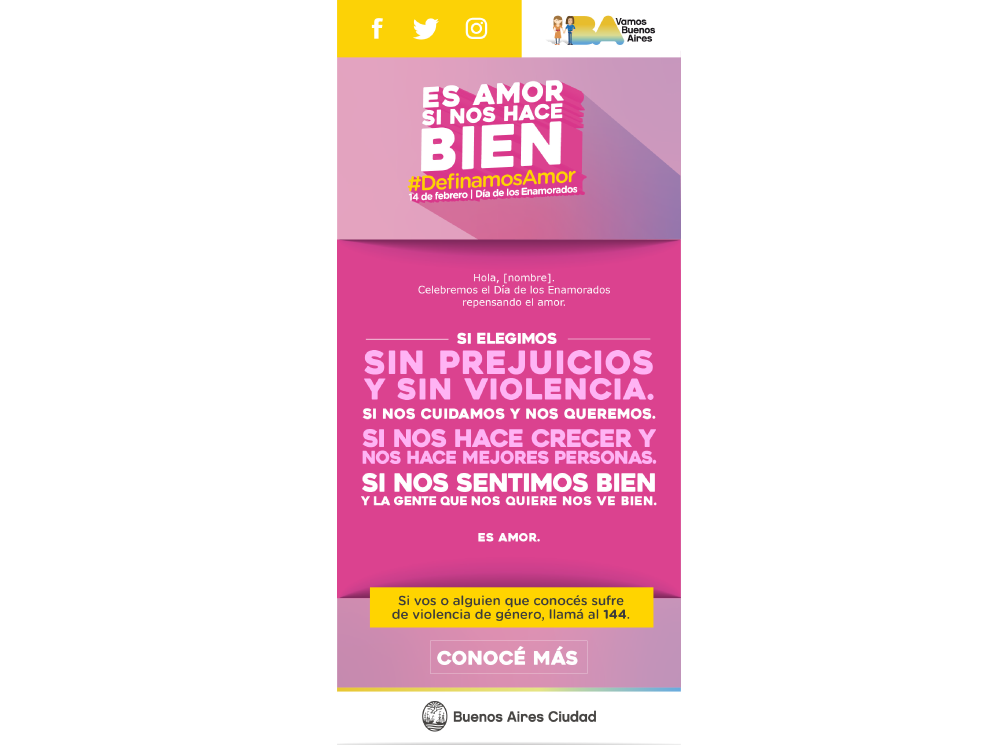 BA Vamos
Buenos
Aires
ES AMOR
SI NOS HACE
BIEN
#DefinamosAmor
14 de febrero | Día de los Enamorados
Hola, [nombre].
Celebremos el Día de los Enamorados
repensando el amor.
SI ELEGIMOS
SIN PREJUICIOS
Y SIN VIOLENCIA.
SI NOS CUIDAMOS Y NOS QUEREMOS.
SI NOS HACE CRECER Y
NOS HACE MEJORES PERSONAS.
SI NOS SENTIMOS BIEN
Y LA GENTE QUE NOS QUIERE NOS VE BIEN.
ES AMOR.
Si vos o alguien que conocés sufre
de violencia de género, llamá al 144.
CONOCÉ MÁS
Buenos Aires Ciudad